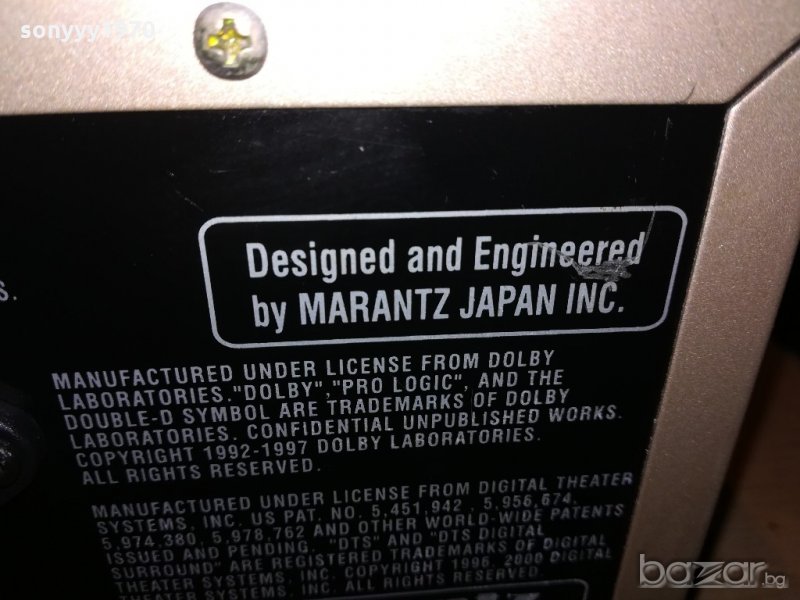 sonyyy1970
S.
Designed and Engineered
by MARANTZ JAPAN INC.
MANUFACTURED UNDER LICENSE FROM DOLBY
LABORATORIES."DOLBY","PRO LOGIC", AND THE
DOUBLE-D SYMBOL ARE TRADEMARKS OF DOLBY
LABORATORIES. CONFIDENTIAL UNPUBLISHED WORKS.
COPYRIGHT 1992-1997 DOLBY LABORATORIES.
ALL RIGHTS RESERVED.
MANUFACTURED UNDER LICENSE FROM DIGITAL THEATER
SYSTEMS, INC. US PAT. NO. 5,451,942 , 5,956,674,
5,974,380, 5,978,762 AND OTHER WORLD-WIDE PATENTS
ISSUED AND PENDING. "DTS" AND "DTS DIGITAL
SURROUND" ARE REGISTERED TRADEMARKS OF DIGITAL
THEATER SYSTEMS, INC. COPYRIGHT 1996, 2000 DIGITAL
THEATER SYSTEMS, INC. ALL RIGHTS RESERVED.
bazar.bg